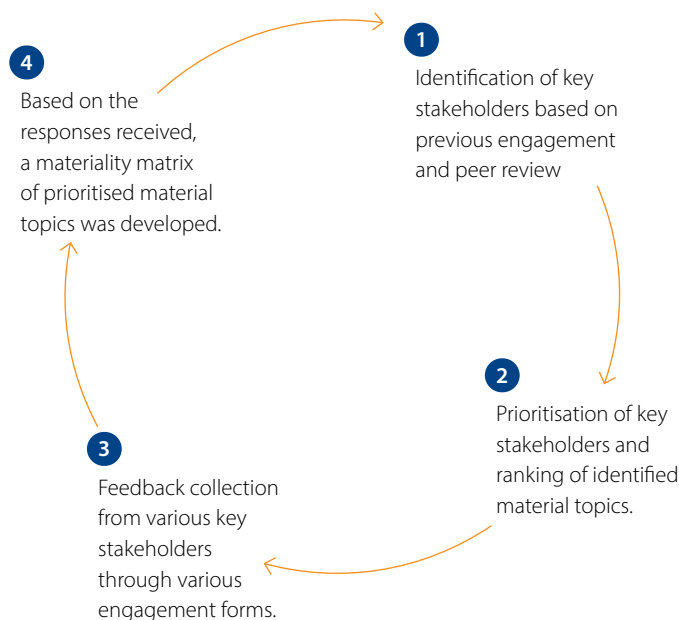 1
Identification of key
stakeholders based on
previous engagement
and peer review
2
Prioritisation of key
stakeholders and
ranking of identified
material topics.
3
Feedback collection
from various key
stakeholders
through various
engagement forms.
4
Based on the
responses received,
a materiality matrix
of prioritised material
topics was developed.